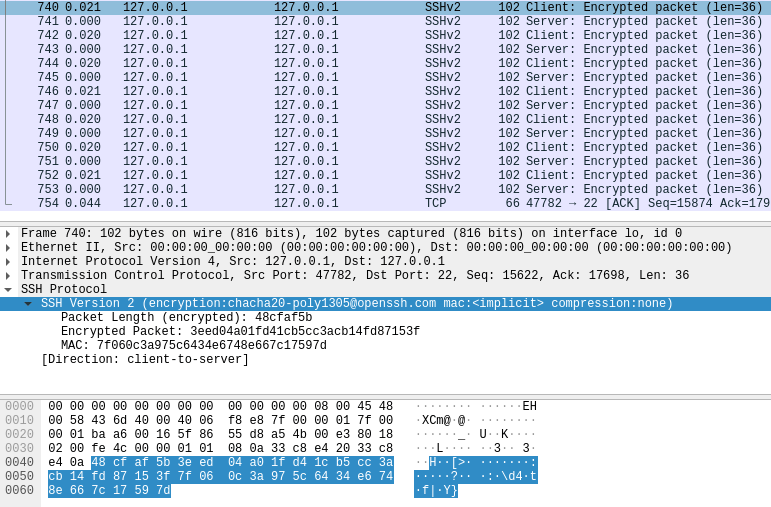 740 0.021 127.0.0.1 127.0.0.1 SSHv2 102 Client: Encrypted packet (len=36)
741 0.000 127.0.0.1 127.0.0.1 SSHv2 102 Server: Encrypted packet (len=36)
742 0.020 127.0.0.1 127.0.0.1 SSHv2 102 Client: Encrypted packet (len=36)
743 0.000 127.0.0.1 127.0.0.1 SSHv2 102 Server: Encrypted packet (len=36)
744 0.020 127.0.0.1 127.0.0.1 SSHv2 102 Client: Encrypted packet (len=36)
745 0.000 127.0.0.1 127.0.0.1 SSHv2 102 Server: Encrypted packet (len=36)
746 0.021 127.0.0.1 127.0.0.1 SSHv2 102 Client: Encrypted packet (len=36)
747 0.000 127.0.0.1 127.0.0.1 SSHv2 102 Server: Encrypted packet (len=36)
748 0.020 127.0.0.1 127.0.0.1 SSHv2 102 Client: Encrypted packet (len=36)
749 0.000 127.0.0.1 127.0.0.1 SSHv2 102 Server: Encrypted packet (len=36)
750 0.020 127.0.0.1 127.0.0.1 SSHv2 102 Client: Encrypted packet (len=36)
751 0.000 127.0.0.1 127.0.0.1 SSHv2 102 Server: Encrypted packet (len=36)
752 0.021 127.0.0.1 127.0.0.1 SSHv2 102 Client: Encrypted packet (len=36)
753 0.000 127.0.0.1 127.0.0.1 SSHv2 102 Server: Encrypted packet (len=36)
754 0.044 127.0.0.1 127.0.0.1 TCP 66 47782 → 22 [ACK] Seq=15874 Ack=179
Frame 740: 102 bytes on wire (816 bits), 102 bytes captured (816 bits) on interface lo, id 0
Ethernet II, Src: 00:00:00_00:00:00 (00:00:00:00:00:00), Dst: 00:00:00_00:00:00 (00:00:00:00:00:00)
Internet Protocol Version 4, Src: 127.0.0.1, Dst: 127.0.0.1
Transmission Control Protocol, Src Port: 47782, Dst Port: 22, Seq: 15622, Ack: 17698, Len: 36
SSH Protocol
SSH Version 2 (encryption:chacha20-poly1305@openssh.com mac:<implicit> compression:none)
Packet Length (encrypted): 48cfaf5b
Encrypted Packet: 3eed04a01fd41cb5cc3acb14fd87153f
MAC: 7f060c3a975c6434e6748e667c17597d
[Direction: client-to-server]
0000 00 00 00 00 00 00 00 00 00 00 00 00 08 00 45 48 ········ ······EH
0010 00 58 43 6d 40 00 40 06 f8 e8 7f 00 00 01 7f 00 ·XCm@·@· ········
0020 00 01 ba a6 00 16 5f 86 55 d8 a5 4b 00 e3 80 18 ······_· U··K····
0030 02 00 fe 4c 00 00 01 01 08 0a 33 c8 e4 20 33 c8 ···L···· ··3·· 3·
0040 e4 0a 48 cf af 5b 3e ed 04 a0 1f d4 1c b5 cc 3a ··H··[>· ·······:
0050 cb 14 fd 87 15 3f 7f 06 0c 3a 97 5c 64 34 e6 74 ·····?·· ·:·\d4·t
0060 8e 66 7c 17 59 7d ·f|·Y}